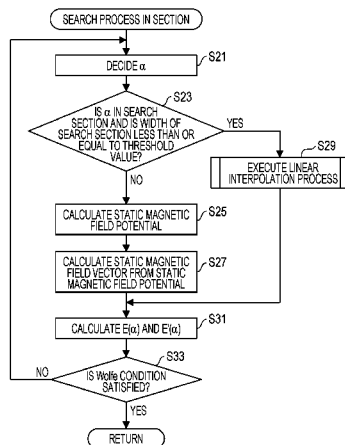 SEARCH PROCESS IN SECTION
S21
DECIDE α
S23
IS α IN SEARCH
SECTION AND IS WIDTH OF
SEARCH SECTION LESS THAN OR
EQUAL TO THRESHOLD
VALUE?
YES
S29
EXECUTE LINEAR
INTERPOLATION PROCESS
NO
S25
CALCULATE STATIC MAGNETIC
FIELD POTENTIAL
S27
CALCULATE STATIC MAGNETIC
FIELD VECTOR FROM STATIC
MAGNETIC FIELD POTENTIAL
S31
CALCULATE E(α) AND E'(α)
S33
NO
IS Wolfe CONDITION
SATISFIED?
YES
RETURN